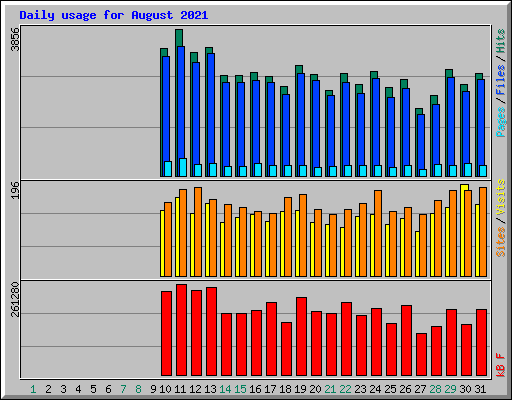 Daily usage for August 2021
3856
Pages / Files / Hits
196
Sites / Visits
261280
kB F
1 2 3 4 5 6 7 8 9 10 11 12 13 14 15 16 17 18 19 20 21 22 23 24 25 26 27 28 29 30 31